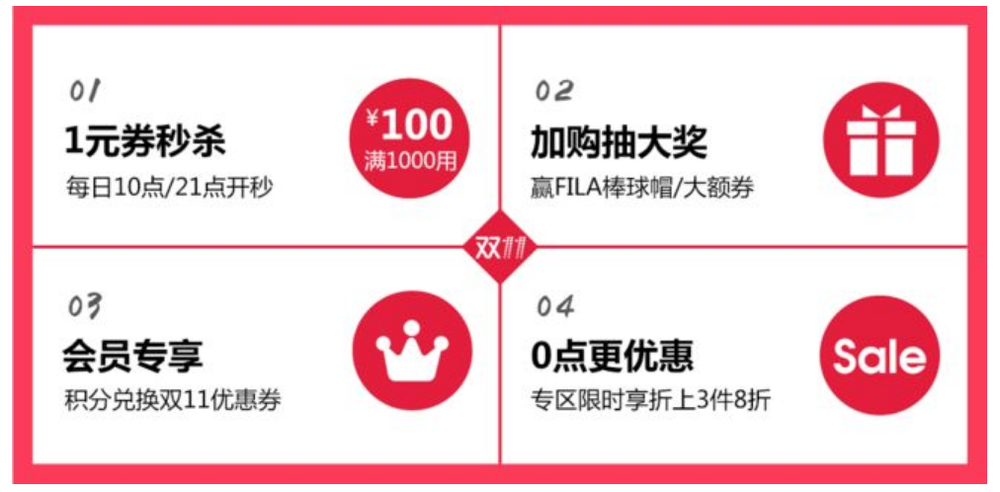 01
1元券秒杀
每日10点/21点开秒
¥100
满1000用
02
加购抽大奖
赢FILA棒球帽/大额券
双11
03
会员专享
积分兑换双11优惠券
04
0点更优惠
专区限时享折上3件8折
Sale